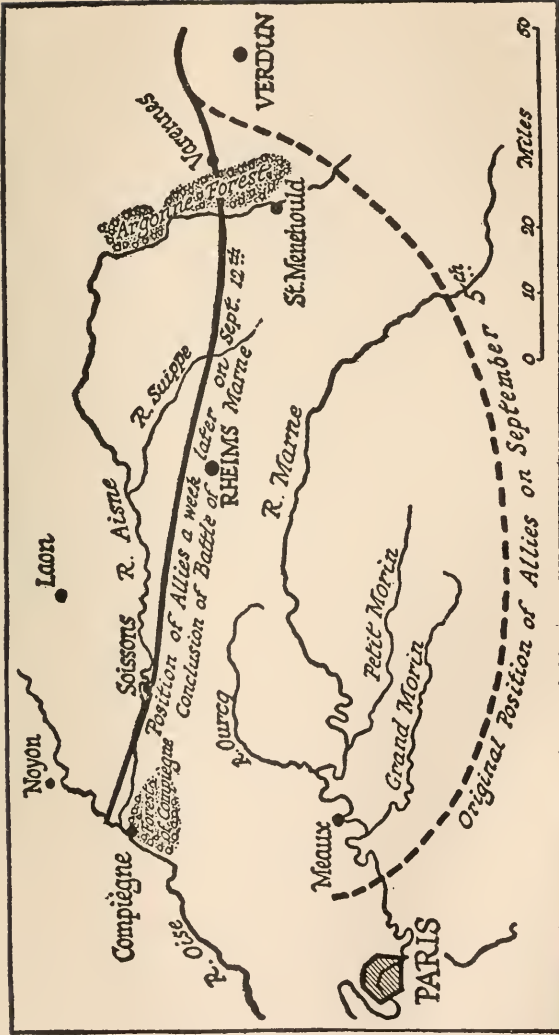 Noyon
Laon
Compiègne
Forest
of Compiègne
Soissons
R. Aisne
R. Suippe
Argonne Forest
Varennes
VERDUN
St. Menehould
R. Oise
Position of Allies a week later on Sept. 12th
Conclusion of Battle of Marne
RHEIMS
R. Ourcq
R. Marne
Meaux
Petit Morin
Grand Morin
PARIS
Original Position of Allies on September 5th
0 10 20 Miles 50